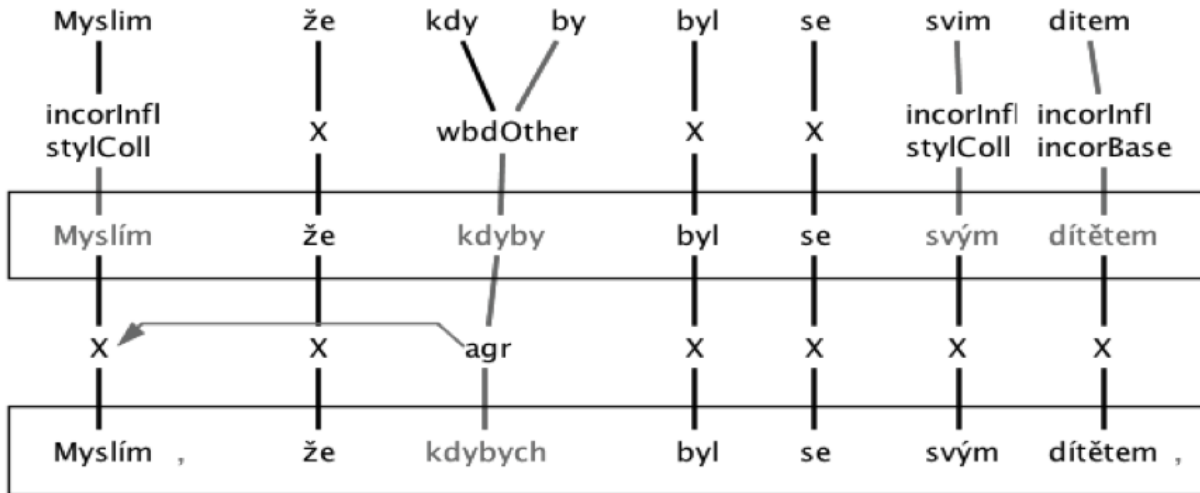 Myslim že kdy by byl se svim ditem
incorInfl X wbdOther X X incorInfl incorInfl
stylColl stylColl incorBase
Myslím že kdyby byl se svým dítětem
X X agr X X X X
Myslím , že kdybych byl se svým dítětem ,